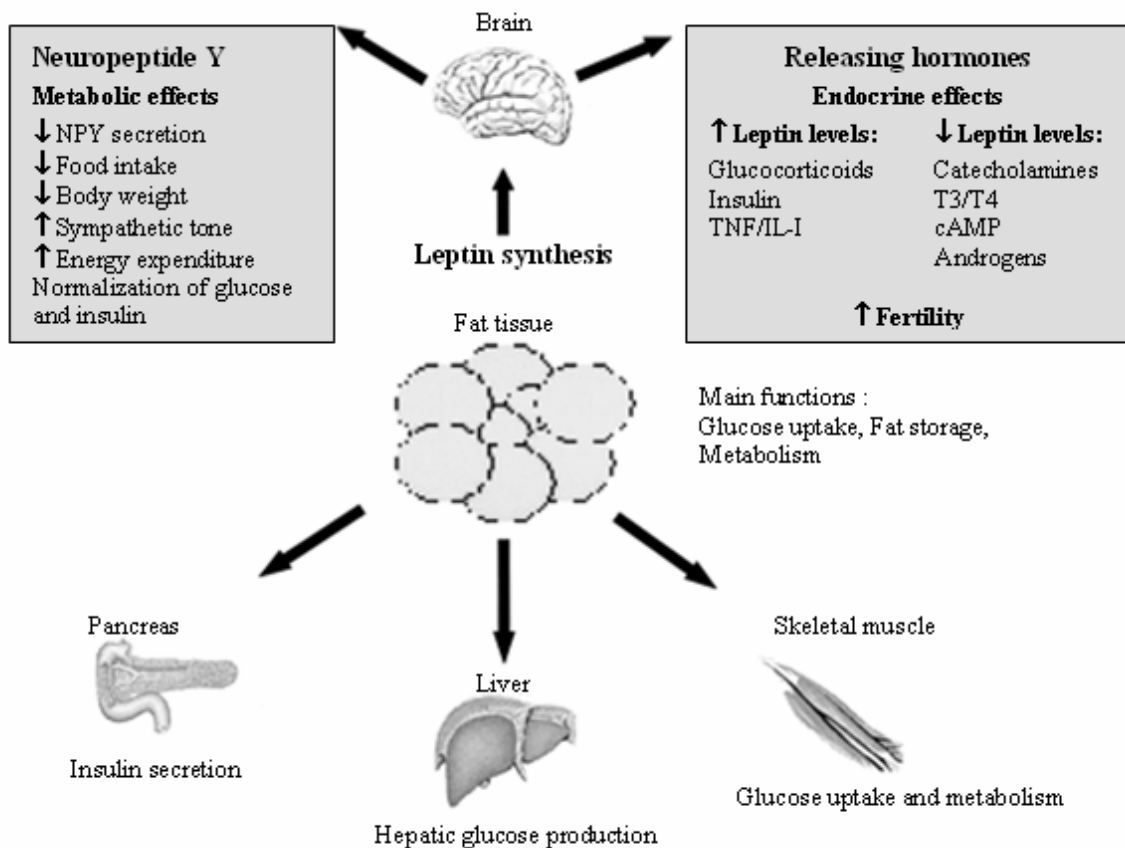 Brain
Neuropeptide Y
Metabolic effects
↓ NPY secretion
↓ Food intake
↓ Body weight
↑ Sympathetic tone
↑ Energy expenditure
Normalization of glucose
and insulin
Releasing hormones
Endocrine effects
↑ Leptin levels:
Glucocorticoids
Insulin
TNF/IL-I
↓ Leptin levels:
Catecholamines
T3/T4
cAMP
Androgens
↑ Fertility
Leptin synthesis
Fat tissue
Main functions :
Glucose uptake, Fat storage,
Metabolism
Pancreas
Insulin secretion
Liver
Hepatic glucose production
Skeletal muscle
Glucose uptake and metabolism